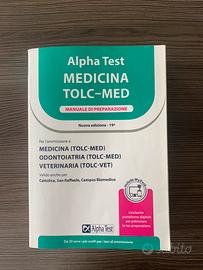 Alpha Test
MEDICINA
TOLC-MED
MANUALE DI PREPARAZIONE
Nuova edizione - 19ª
Per l'ammissione a
MEDICINA (TOLC-MED)
ODONTOIATRIA (TOLC-MED)
VETERINARIA (TOLC-VET)
Valido anche per
Cattolica, San Raffaele, Campus Biomedico
Alpha Test
subito